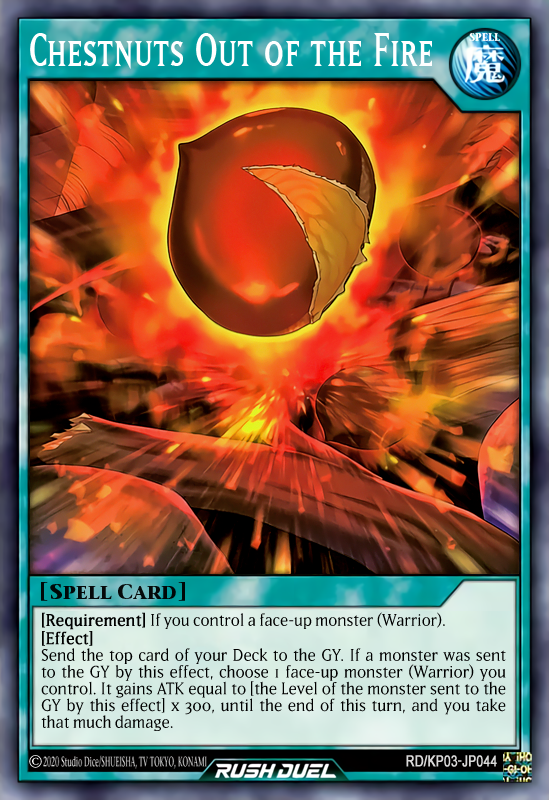 Chestnuts Out of the Fire
SPELL
魔
[Spell Card]
[Requirement] If you control a face-up monster (Warrior).
[Effect]
Send the top card of your Deck to the GY. If a monster was sent
to the GY by this effect, choose 1 face-up monster (Warrior) you
control. It gains ATK equal to [the Level of the monster sent to the
GY by this effect] x 300, until the end of this turn, and you take
that much damage.
©2020 Studio Dice/SHUEISHA, TV TOKYO, KONAMI
RUSH DUEL
RD/KP03-JP044